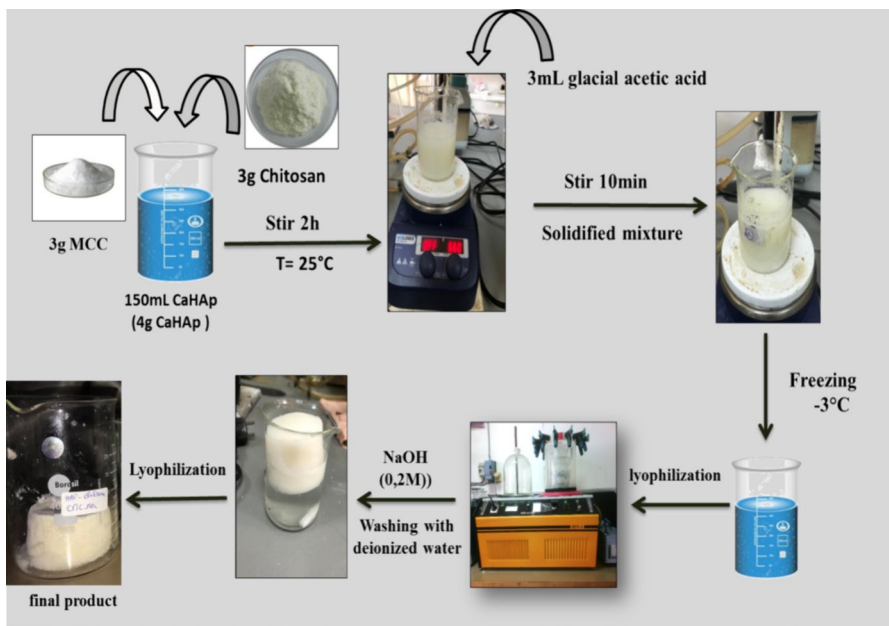 3mL glacial acetic acid
3g MCC
3g Chitosan
150mL CaHAp
(4g CaHAp )
Stir 2h
T= 25°C
Stir 10min
Solidified mixture
Freezing
-3°C
lyophilization
NaOH
(0,2M))
Washing with
deionized water
Lyophilization
final product